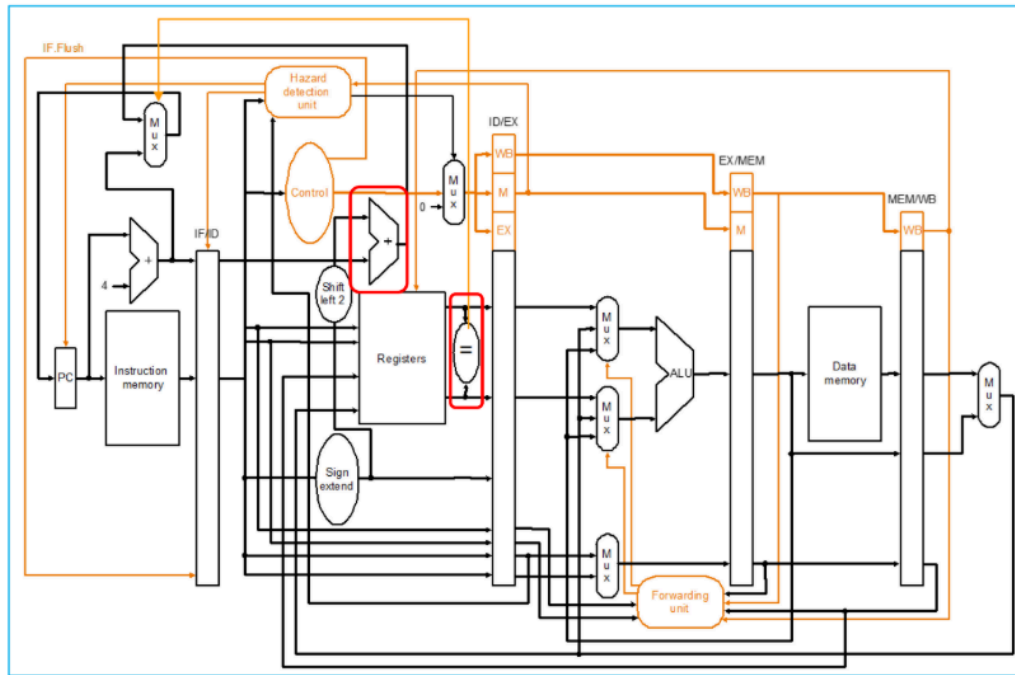 IF.Flush
Hazard
detection
unit
M
u
x
ID/EX
WB
EX/MEM
Control
M
u
x
M
WB
MEM/WB
0
IF/ID
+
EX
M
WB
+
4
Shift
left 2
M
u
x
=
PC
Instruction
memory
Registers
ALU
Data
memory
M
u
x
M
u
x
Sign
extend
M
u
x
Forwarding
unit